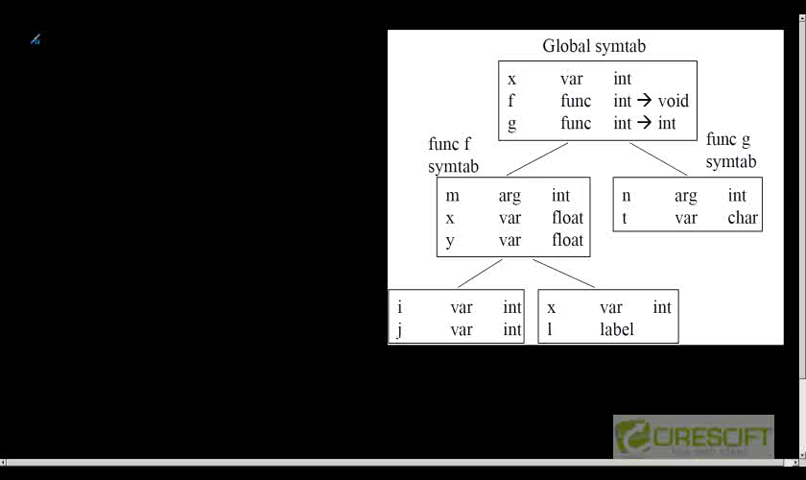 Global symtab
x var int
f func int → void
g func int → int
func f
symtab
func g
symtab
m arg int
x var float
y var float
n arg int
t var char
i var int
j var int
x var int
l label
CIRESCIFT